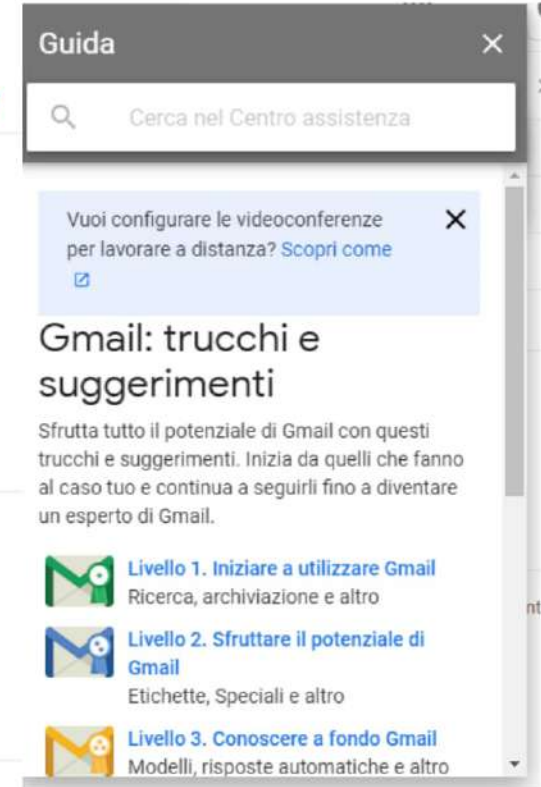 Guida
Cerca nel Centro assistenza
Vuoi configurare le videoconferenze
per lavorare a distanza? Scopri come
Gmail: trucchi e
suggerimenti
Sfrutta tutto il potenziale di Gmail con questi
trucchi e suggerimenti. Inizia da quelli che fanno
al caso tuo e continua a seguirli fino a diventare
un esperto di Gmail.
Livello 1. Iniziare a utilizzare Gmail
Ricerca, archiviazione e altro
Livello 2. Sfruttare il potenziale di
Gmail
Etichette, Speciali e altro
Livello 3. Conoscere a fondo Gmail
Modelli, risposte automatiche e altro